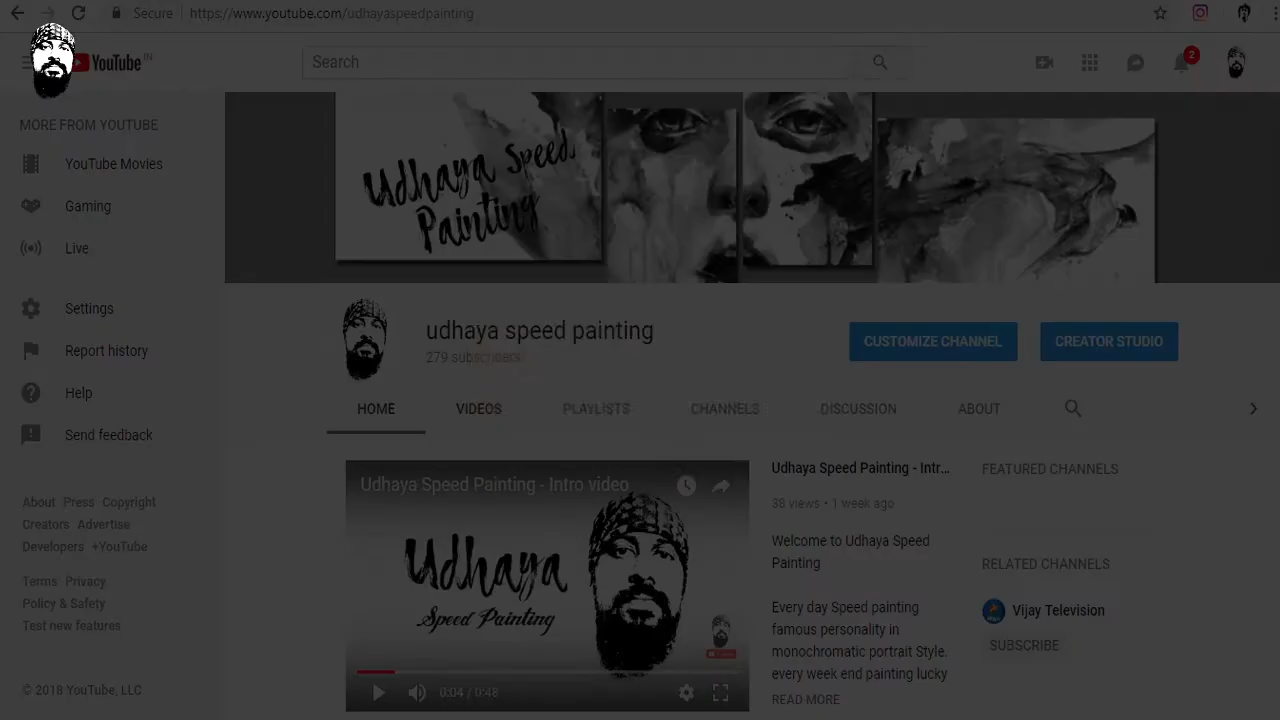 Secure
https://www.youtube.com/udhayaspeedpainting
YouTube IN
Search
2
MORE FROM YOUTUBE
YouTube Movies
Gaming
Live
Settings
Report history
Help
Send feedback
About Press Copyright
Creators Advertise
Developers +YouTube
Terms Privacy
Policy & Safety
Test new features
© 2018 YouTube, LLC
Udhaya Speed
Painting
udhaya speed painting
279 subscribers
CUSTOMIZE CHANNEL
CREATOR STUDIO
HOME
VIDEOS
PLAYLISTS
CHANNELS
DISCUSSION
ABOUT
Udhaya Speed Painting - Intro video
Udhaya
Speed Painting
0:04 / 0:48
Udhaya Speed Painting - Intr...
38 views • 1 week ago
Welcome to Udhaya Speed
Painting
Every day Speed painting
famous personality in
monochromatic portrait Style.
every week end painting lucky
READ MORE
FEATURED CHANNELS
RELATED CHANNELS
Vijay Television
SUBSCRIBE